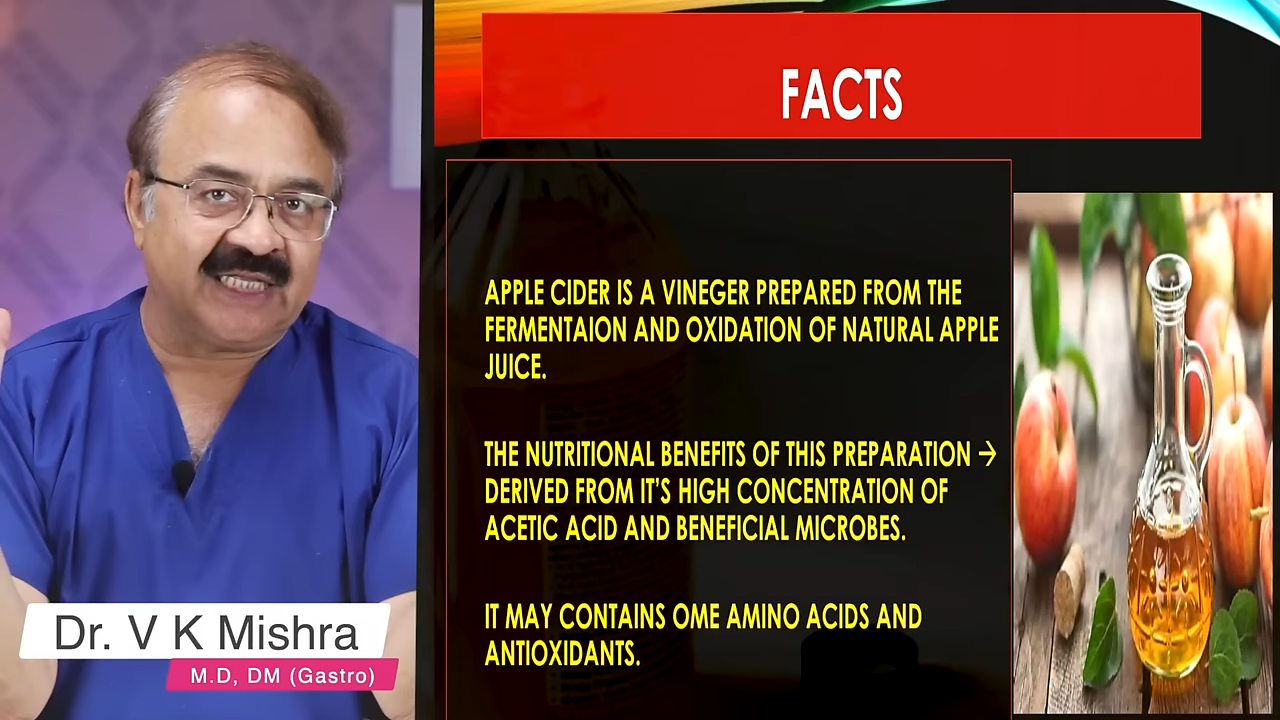 FACTS
APPLE CIDER IS A VINEGER PREPARED FROM THE
FERMENTAION AND OXIDATION OF NATURAL APPLE
JUICE.
THE NUTRITIONAL BENEFITS OF THIS PREPARATION →
DERIVED FROM IT'S HIGH CONCENTRATION OF
ACETIC ACID AND BENEFICIAL MICROBES.
IT MAY CONTAINS OME AMINO ACIDS AND
ANTIOXIDANTS.
Dr. V K Mishra
M.D, DM (Gastro)